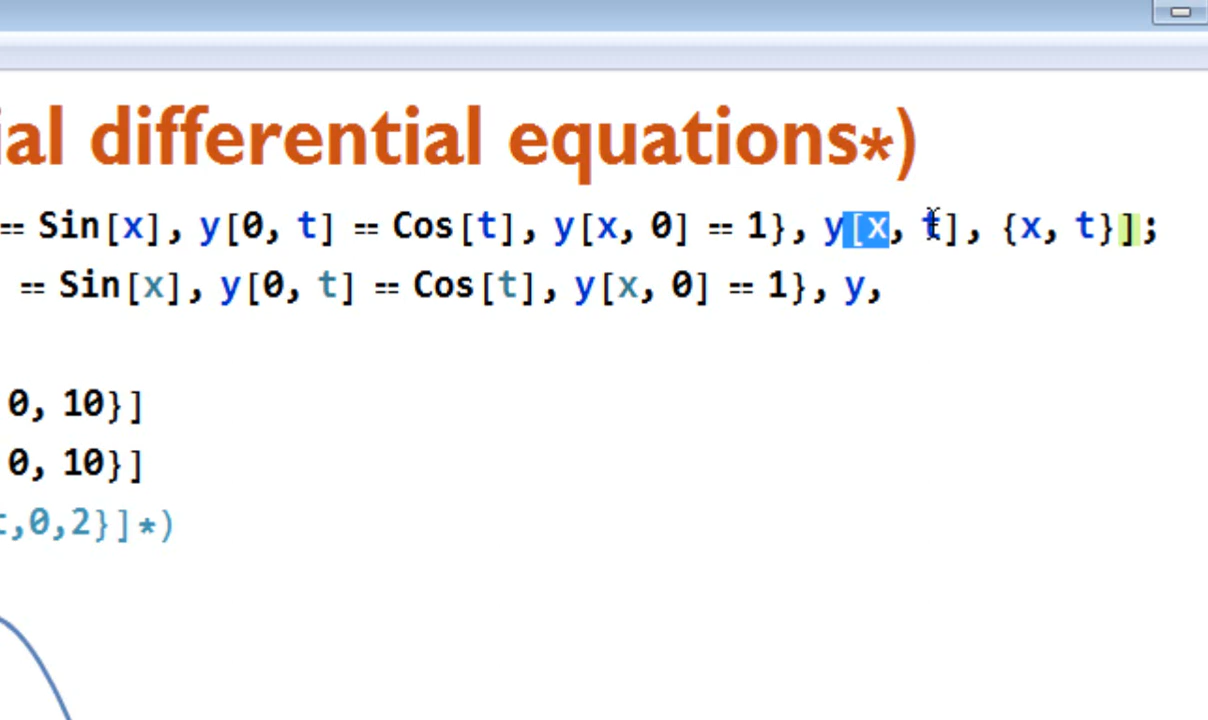 ial differential equations*)
== Sin[x], y[0, t] == Cos[t], y[x, 0] == 1}, y[x, t], {x, t}];
== Sin[x], y[0, t] == Cos[t], y[x, 0] == 1}, y,
0, 10}]
0, 10}]
t,0,2}]*)